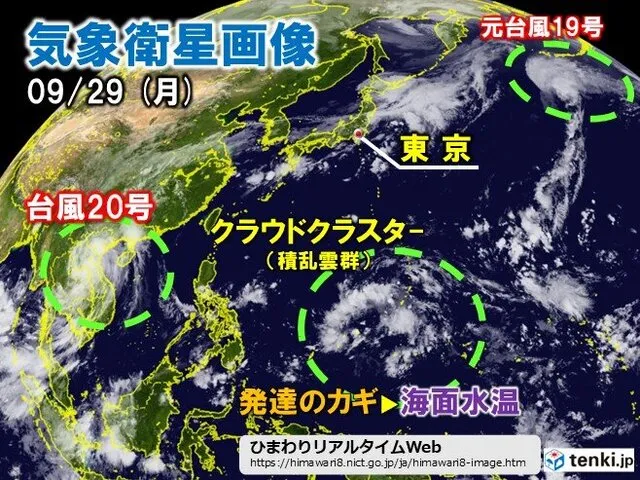 気象衛星画像
元台風19号
09/29（月）
東京
台風20号
クラウドクラスター
（積乱雲群）
発達のカギ▶海面水温
ひまわりリアルタイムWeb
https://himawari8.nict.go.jp/ja/himawari8-image.htm
tenki.jp